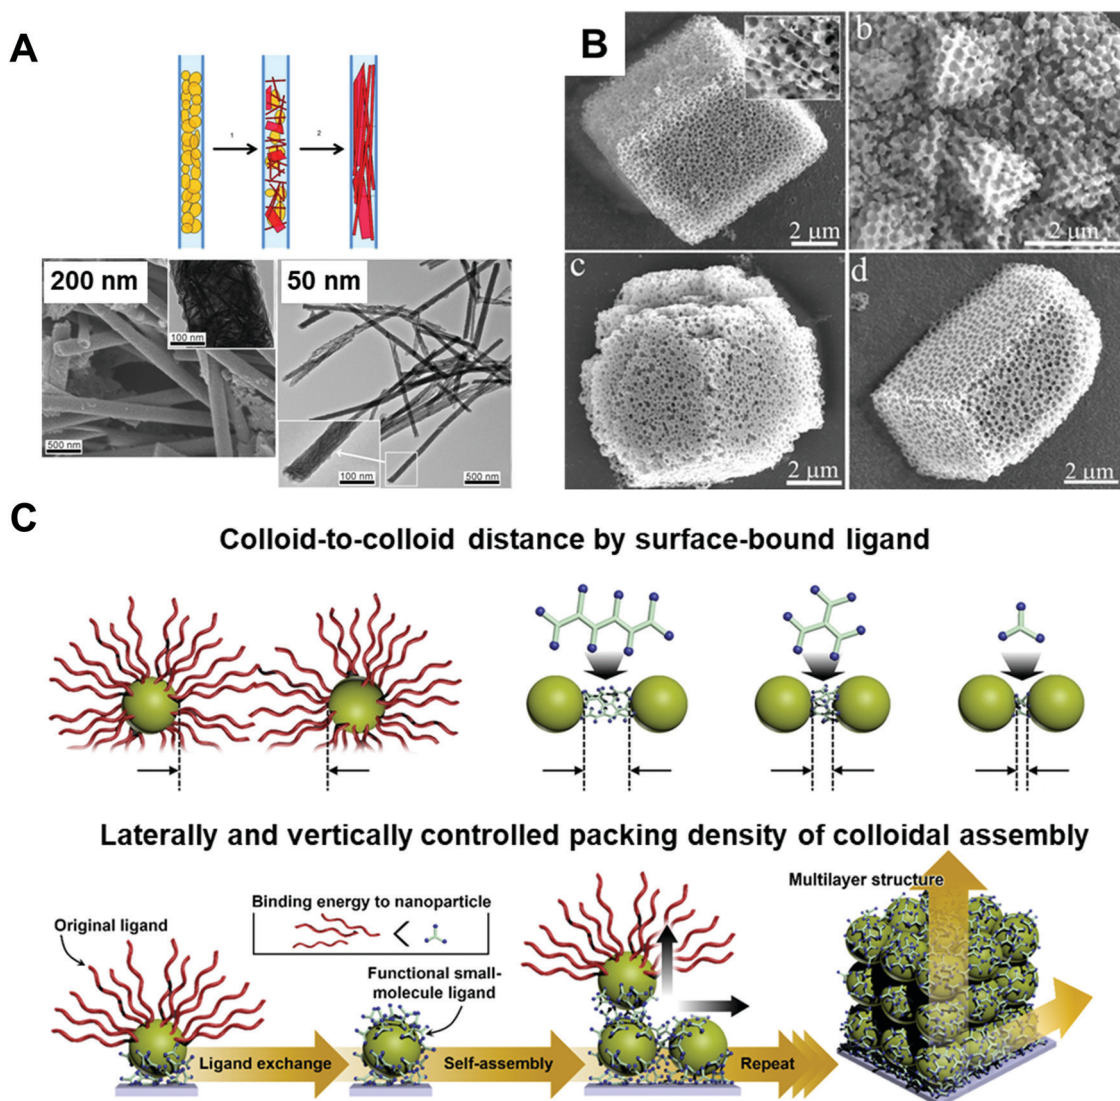 A
1
2
200 nm
100 nm
500 nm
50 nm
100 nm
500 nm
B
2 μm
b
2 μm
c
2 μm
d
2 μm
C
Colloid-to-colloid distance by surface-bound ligand
Laterally and vertically controlled packing density of colloidal assembly
Original ligand
Binding energy to nanoparticle
<
Functional small-
molecule ligand
Multilayer structure
Ligand exchange
Self-assembly
Repeat